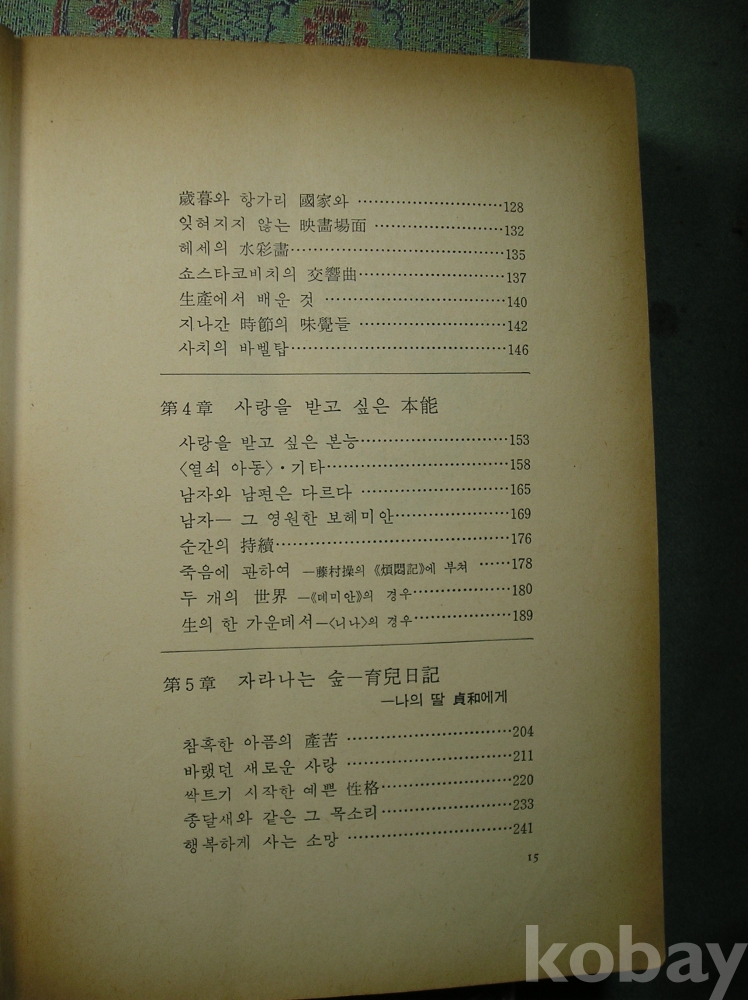 歲暮와 항가리 國家와 ························128
잊혀지지 않는 映畵場面 ······················132
헤세의 水彩畵································135
쇼스타코비치의 交響曲························137
生產에서 배운 것 ····························140
지나간 時節의 味覺들 ························142
사치의 바벨탑································146
第4章 사랑을 받고 싶은 本能
사랑을 받고 싶은 본능························153
〈열쇠 아동〉·기타 ···························158
남자와 남편은 다르다 ························165
남자— 그 영원한 보헤미안····················169
순간의 持續··································176
죽음에 관하여 —藤村操의 《煩悶記》에 부쳐 ······178
두 개의 世界 —《데미안》의 경우················180
生의 한 가운데서—〈니나〉의 경우···············189
第5章 자라나는 숲—育兒日記
—나의 딸 貞和에게
참혹한 아픔의 產苦 ··························204
바랬던 새로운 사랑 ··························211
싹트기 시작한 예쁜 性格······················220
종달새와 같은 그 목소리······················233
행복하게 사는 소망 ··························241
15
kobay